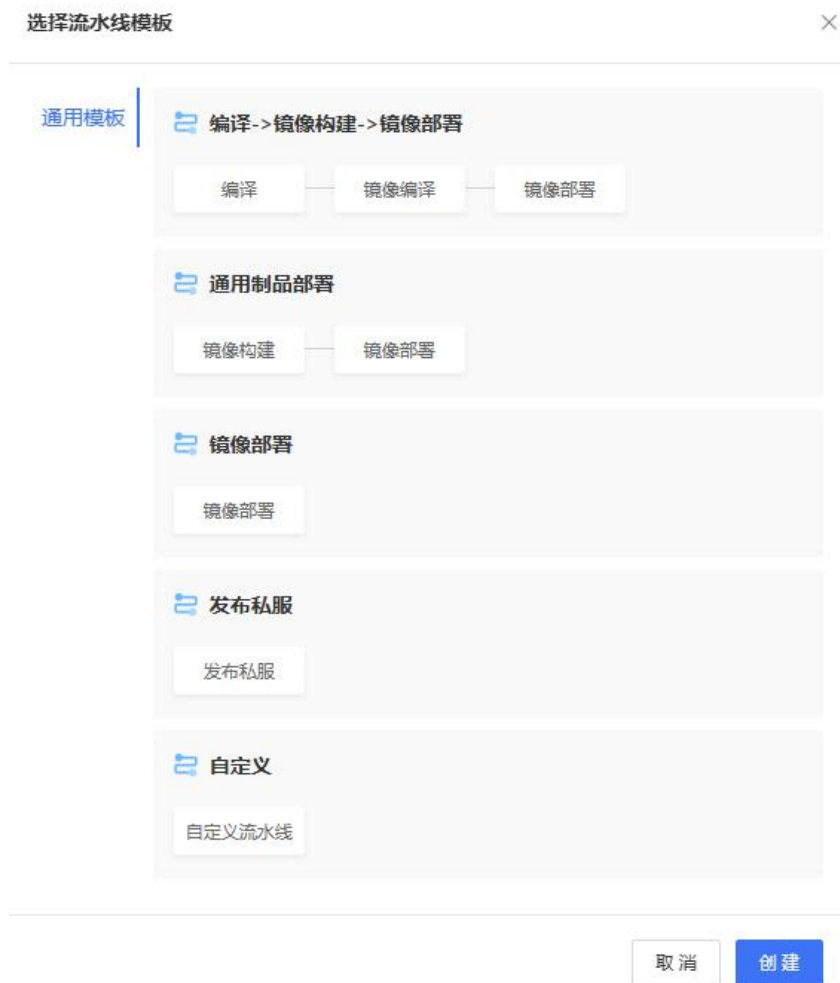 选择流水线模板
通用模板
编译->镜像构建->镜像部署
编译 镜像编译 镜像部署
通用制品部署
镜像构建 镜像部署
镜像部署
镜像部署
发布私服
发布私服
自定义
自定义流水线
取消 创建